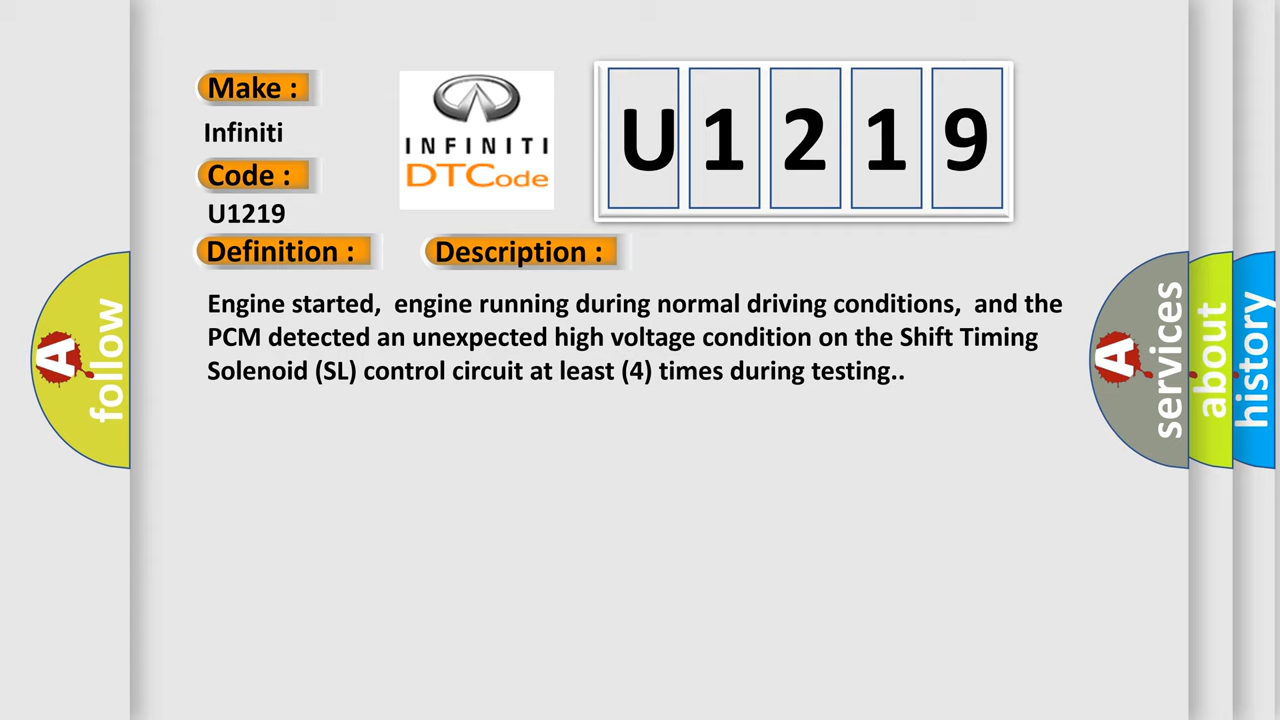 Make :
Infiniti
Code :
U1219
Definition :
Description :
INFINITI
DTCode
U1219
Engine started,  engine running during normal driving conditions,  and the
PCM detected an unexpected high voltage condition on the Shift Timing
Solenoid (SL) control circuit at least (4) times during testing..
A
follow
A
services
about
history